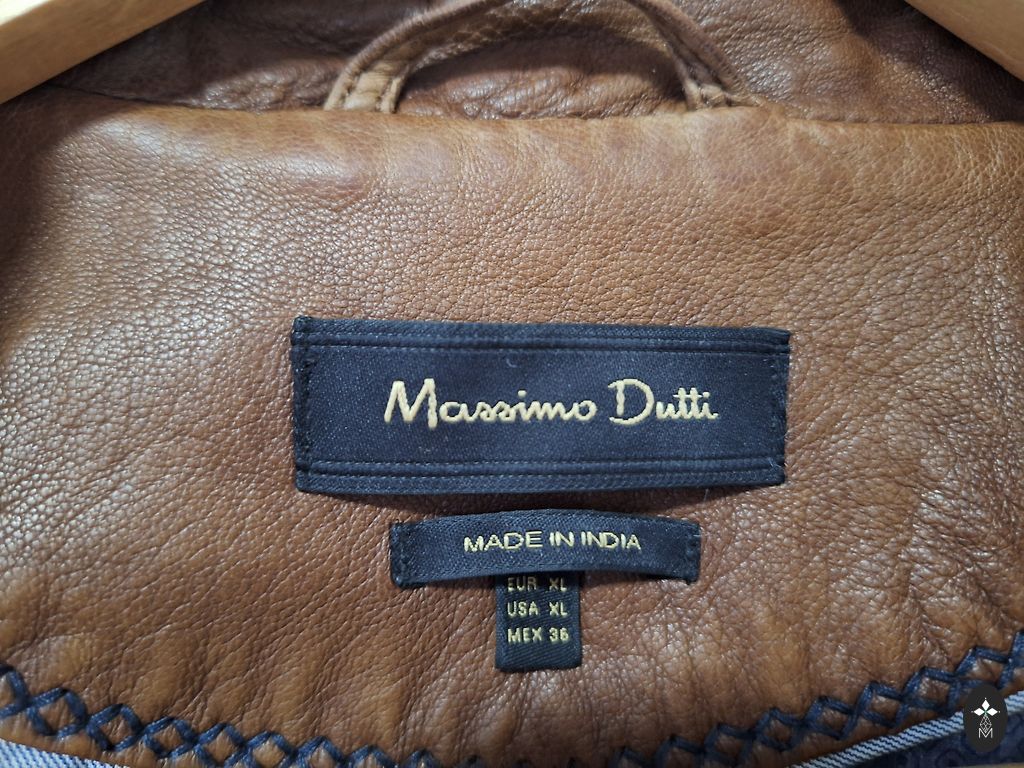 Massimo Dutti
MADE IN INDIA
EUR XL
USA XL
MEX 36
M